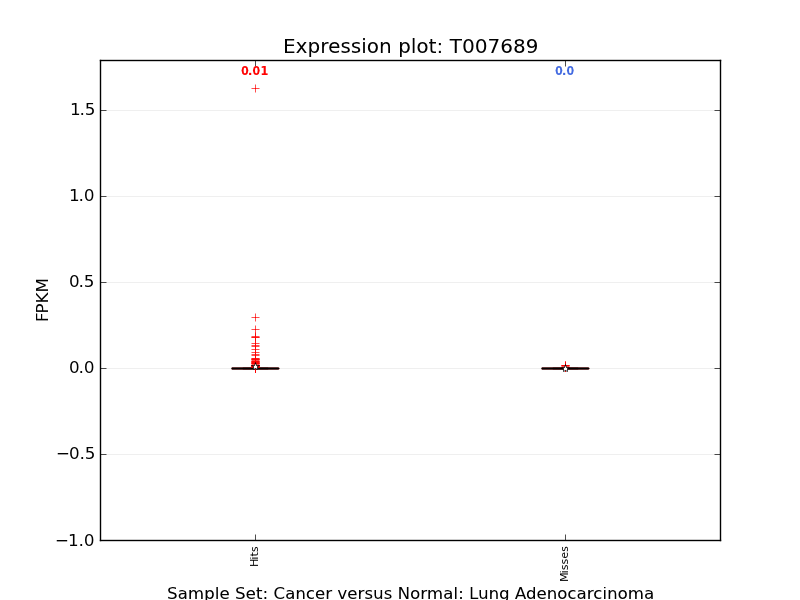 Expression plot: T007689
0.01
0.0
1.5
1.0
0.5
0.0
−0.5
−1.0
FPKM
Hits
Misses
Sample Set: Cancer versus Normal: Lung Adenocarcinoma